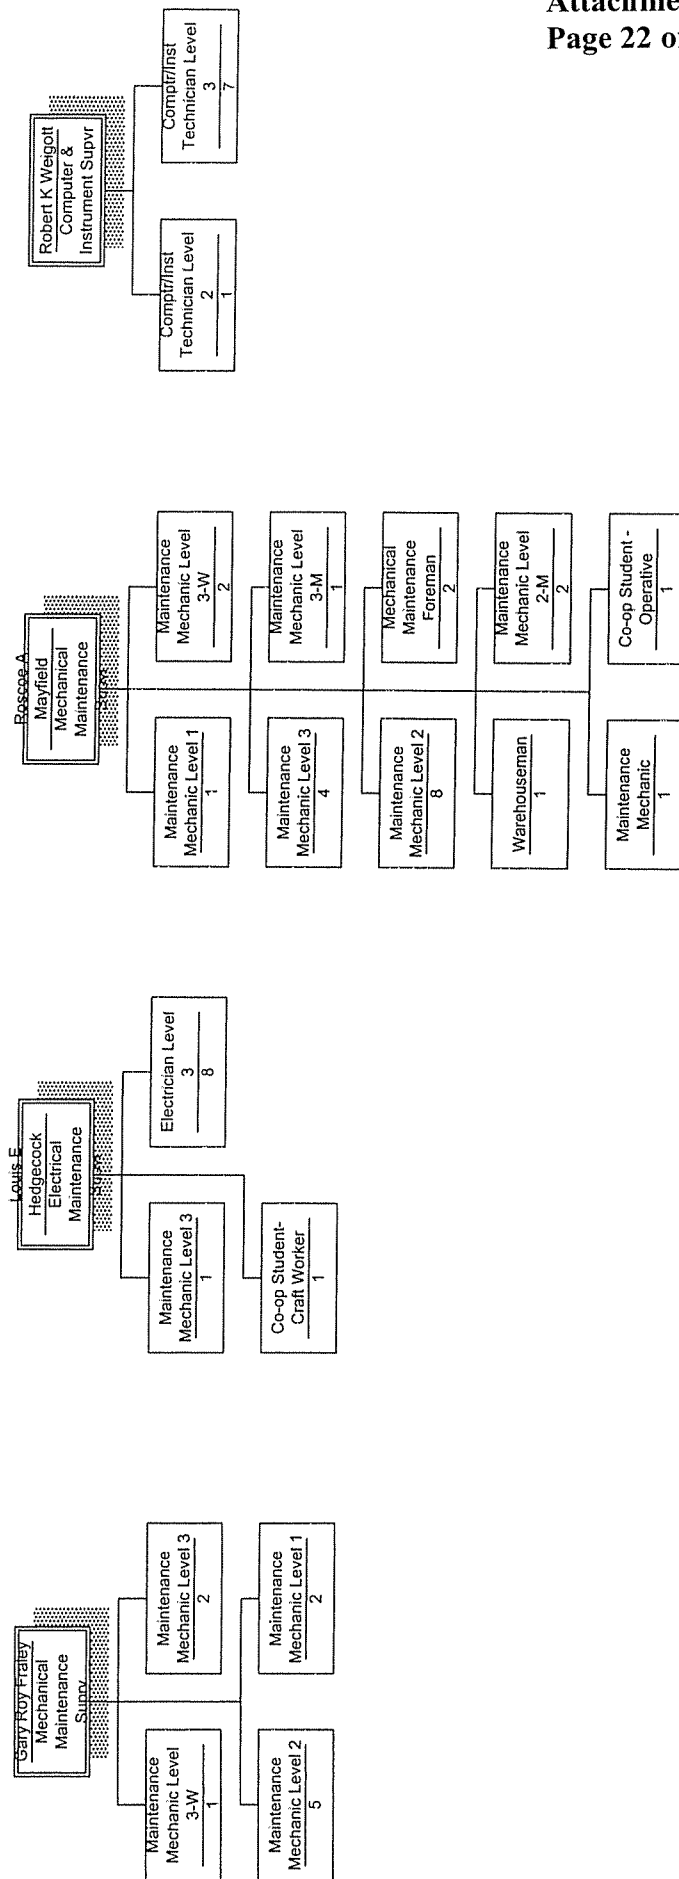 Attachme
Page 22 o
Gary Roy Fraley
Mechanical
Maintenance
Suprv
Maintenance
Mechanic Level
3-W
1
Maintenance
Mechanic Level 3
2
Maintenance
Mechanic Level 2
5
Maintenance
Mechanic Level 1
2
Louis E
Hedgecock
Electrical
Maintenance
Maintenance
Mechanic Level 3
1
Electrician Level
3
8
Co-op Student-
Craft Worker
1
Roscoe A
Mayfield
Mechanical
Maintenance
Maintenance
Mechanic Level 1
1
Maintenance
Mechanic Level
3-W
2
Maintenance
Mechanic Level 3
4
Maintenance
Mechanic Level
3-M
1
Maintenance
Mechanic Level 2
8
Mechanical
Maintenance
Foreman
2
Warehouseman
1
Maintenance
Mechanic Level
2-M
2
Maintenance
Mechanic
1
Co-op Student -
Operative
1
Robert K Weigott
Computer &
Instrument Supvr
Comptr/Inst
Technician Level
2
1
Comptr/Inst
Technician Level
3
7